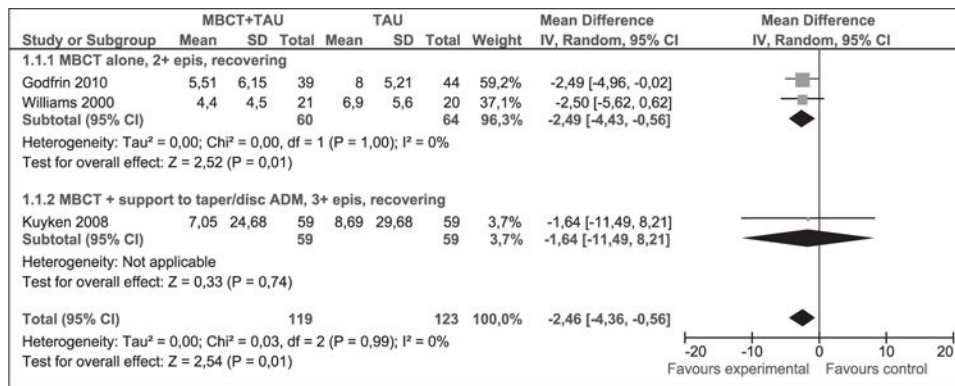 MBCT+TAU TAU Mean Difference Mean Difference
Study or Subgroup Mean SD Total Mean SD Total Weight IV, Random, 95% CI IV, Random, 95% CI
1.1.1 MBCT alone, 2+ epis, recovering
Godfrin 2010 5,51 6,15 39 8 5,21 44 59,2% -2,49 [-4,96, -0,02]
Williams 2000 4,4 4,5 21 6,9 5,6 20 37,1% -2,50 [-5,62, 0,62]
Subtotal (95% CI) 60 64 96,3% -2,49 [-4,43, -0,56]
Heterogeneity: Tau² = 0,00; Chi² = 0,00, df = 1 (P = 1,00); I² = 0%
Test for overall effect: Z = 2,52 (P = 0,01)
1.1.2 MBCT + support to taper/disc ADM, 3+ epis, recovering
Kuyken 2008 7,05 24,68 59 8,69 29,68 59 3,7% -1,64 [-11,49, 8,21]
Subtotal (95% CI) 59 59 3,7% -1,64 [-11,49, 8,21]
Heterogeneity: Not applicable
Test for overall effect: Z = 0,33 (P = 0,74)
Total (95% CI) 119 123 100,0% -2,46 [-4,36, -0,56]
Heterogeneity: Tau² = 0,00; Chi² = 0,03, df = 2 (P = 0,99); I² = 0%
Test for overall effect: Z = 2,54 (P = 0,01)
-20 -10 0 10 20
Favours experimental Favours control